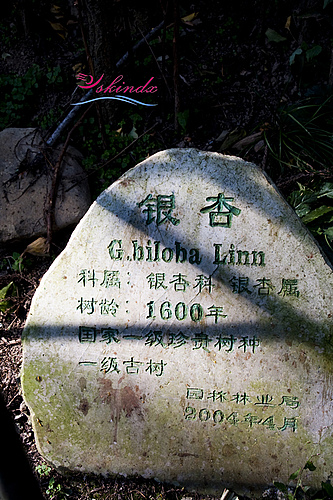 Yskindx
银杏
G.biloba Linn
科属：银杏科 银杏属
树龄：1600年
国家一级珍贵树种
一级古树
园林林业局
2004年4月